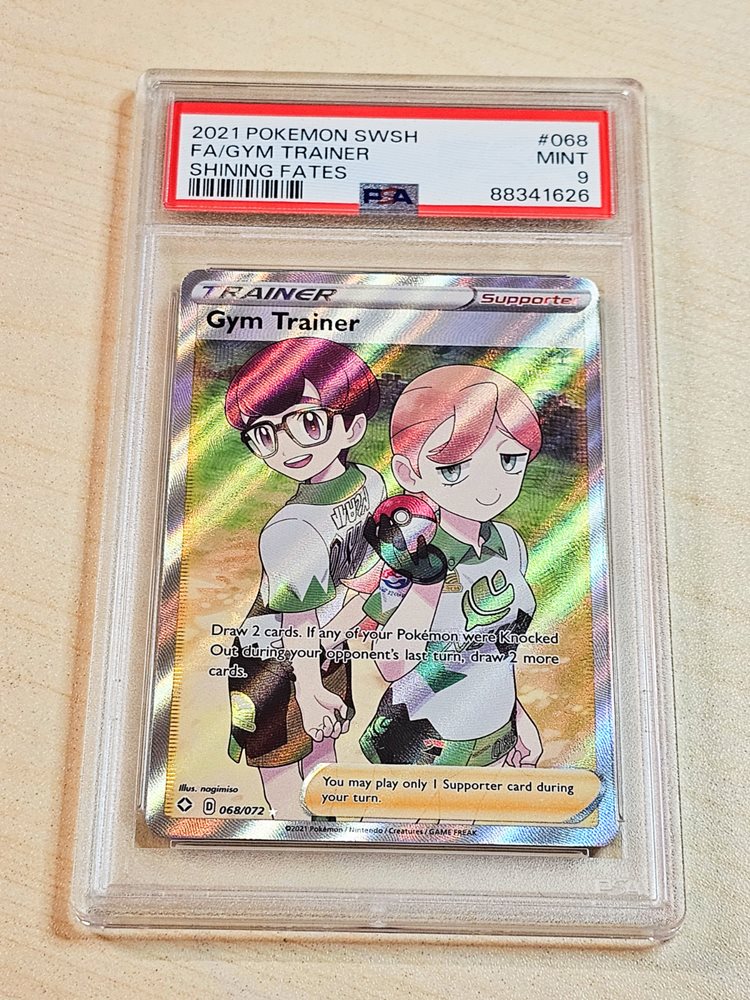 2021 POKEMON SWSH #068
FA/GYM TRAINER MINT
SHINING FATES 9
PSA 88341626
TRAINER Supporter
Gym Trainer
Draw 2 cards. If any of your Pokémon were Knocked
Out during your opponent's last turn, draw 2 more
cards.
You may play only 1 Supporter card during
your turn.
Illus. nagimiso
D 068/072
©2021 Pokémon / Nintendo / Creatures / GAME FREAK
PSA